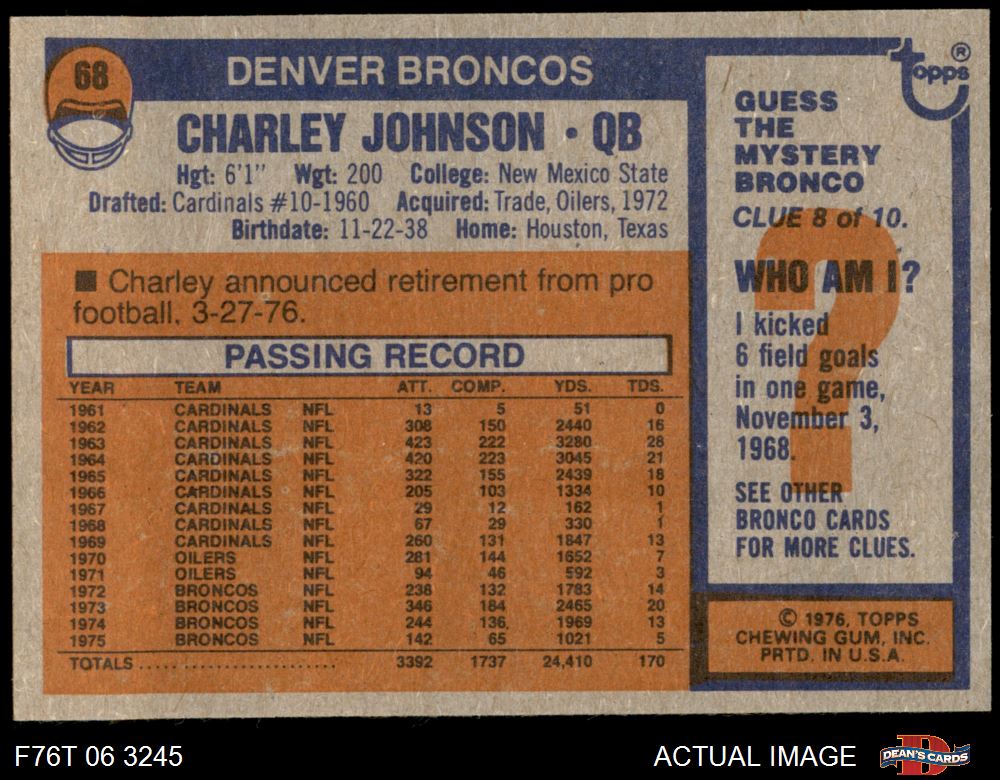 68
DENVER BRONCOS
CHARLEY JOHNSON • QB
Hgt: 6'1" Wgt: 200 College: New Mexico State
Drafted: Cardinals #10-1960 Acquired: Trade, Oilers, 1972
Birthdate: 11-22-38 Home: Houston, Texas
■ Charley announced retirement from pro
football, 3-27-76.
PASSING RECORD
YEAR TEAM ATT. COMP. YDS. TDS.
1961 CARDINALS NFL 13 5 51 0
1962 CARDINALS NFL 308 150 2440 16
1963 CARDINALS NFL 423 222 3280 28
1964 CARDINALS NFL 420 223 3045 21
1965 CARDINALS NFL 322 155 2439 18
1966 CARDINALS NFL 205 103 1334 10
1967 CARDINALS NFL 29 12 162 1
1968 CARDINALS NFL 67 29 330 1
1969 CARDINALS NFL 260 131 1847 13
1970 OILERS NFL 281 144 1652 7
1971 OILERS NFL 94 46 592 3
1972 BRONCOS NFL 238 132 1783 14
1973 BRONCOS NFL 346 184 2465 20
1974 BRONCOS NFL 244 136 1969 13
1975 BRONCOS NFL 142 65 1021 5
TOTALS ........................ 3392 1737 24,410 170
Topps®
GUESS
THE
MYSTERY
BRONCO
CLUE 8 of 10.
WHO AM I?
I kicked
6 field goals
in one game,
November 3,
1968.
SEE OTHER
BRONCO CARDS
FOR MORE CLUES.
© 1976, TOPPS
CHEWING GUM, INC.
PRTD. IN U.S.A.
F76T 06 3245
ACTUAL IMAGE
DEAN'S CARDS